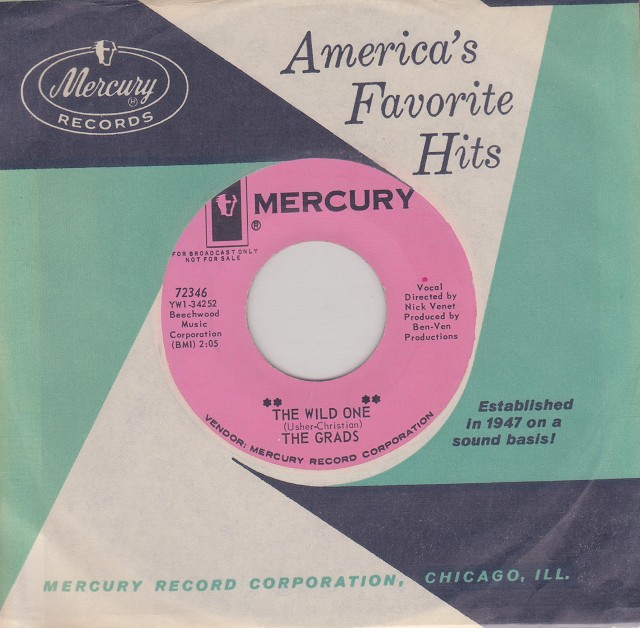 Mercury
®
RECORDS
America's
Favorite
Hits
MERCURY
®
FOR BROADCAST ONLY
NOT FOR SALE
72346
YW1-34252
Beechwood
Music
Corporation
(BMI) 2:05
Vocal
Directed by
Nick Venet
Produced by
Ben-Ven
Productions
** "THE WILD ONE" **
(Usher-Christian)
THE GRADS
VENDOR: MERCURY RECORD CORPORATION
Established
in 1947 on a
sound basis!
MERCURY RECORD CORPORATION, CHICAGO, ILL.